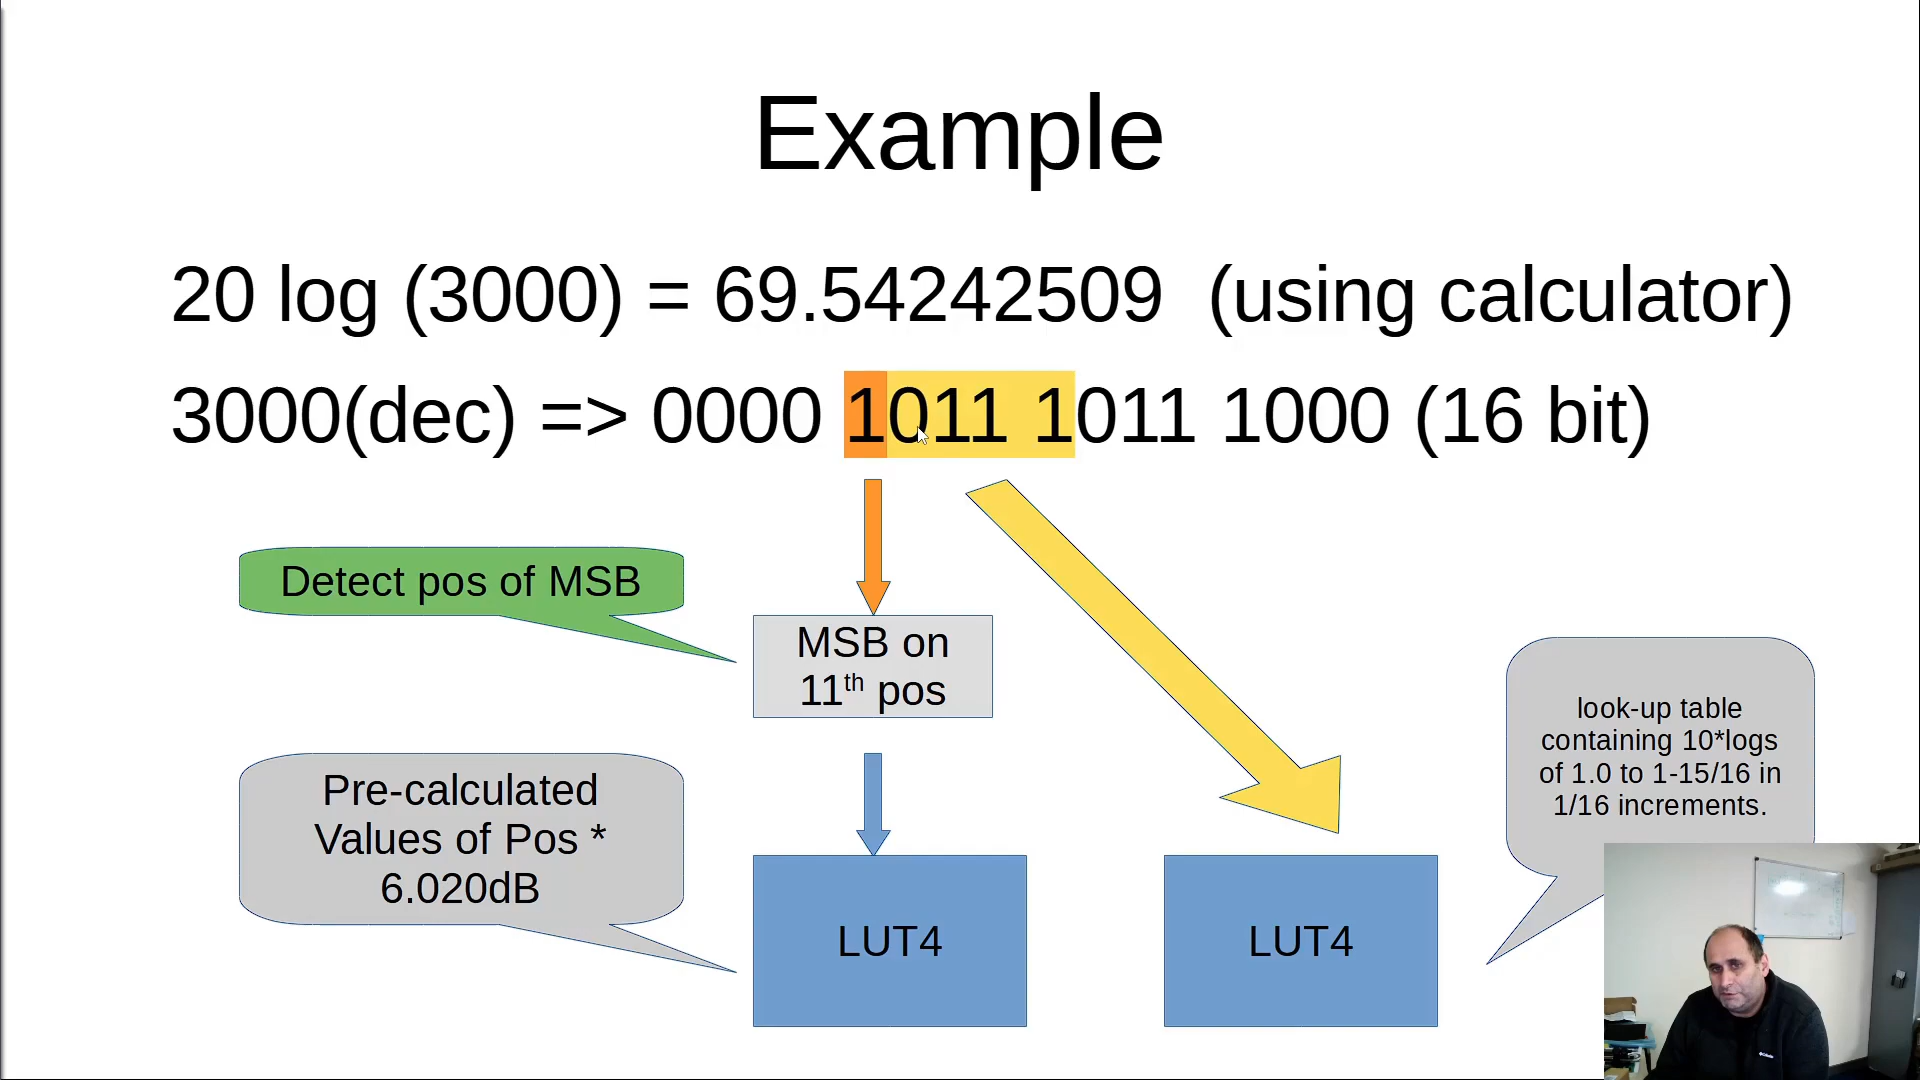 Example
20 log (3000) = 69.54242509 (using calculator)
3000(dec) => 0000 1011 1011 1000 (16 bit)
Detect pos of MSB
MSB on
11th pos
Pre-calculated
Values of Pos *
6.020dB
look-up table
containing 10*logs
of 1.0 to 1-15/16 in
1/16 increments.
LUT4
LUT4